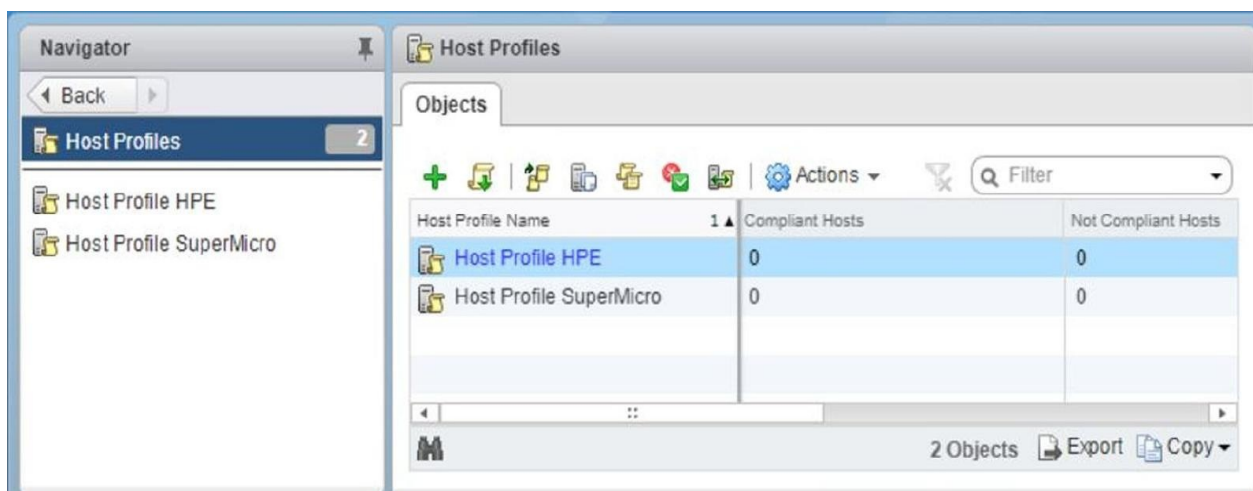 Navigator
Back
Host Profiles 2
Host Profile HPE
Host Profile SuperMicro
Host Profiles
Objects
Actions Filter
Host Profile Name 1 Compliant Hosts Not Compliant Hosts
Host Profile HPE 0 0
Host Profile SuperMicro 0 0
2 Objects Export Copy